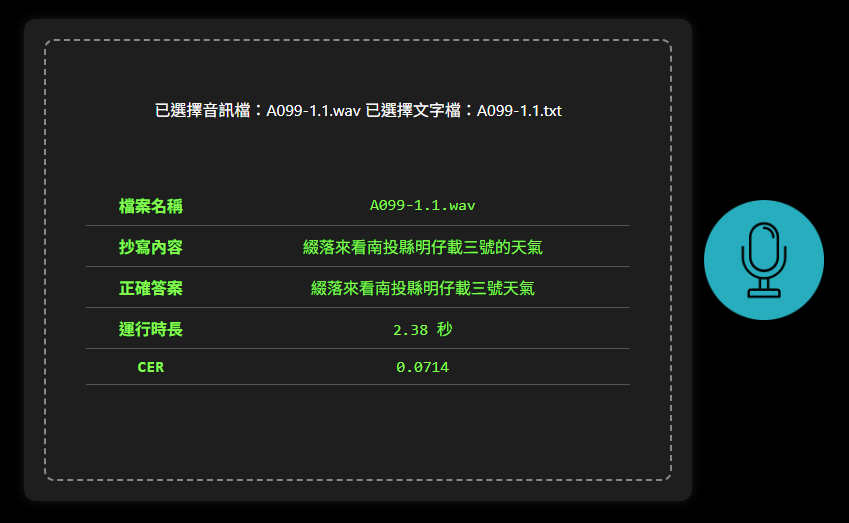 已選擇音訊檔：A099-1.1.wav 已選擇文字檔：A099-1.1.txt
檔案名稱 A099-1.1.wav
抄寫內容 綴落來看南投縣明仔載三號的天氣
正確答案 綴落來看南投縣明仔載三號天氣
運行時長 2.38 秒
CER 0.0714